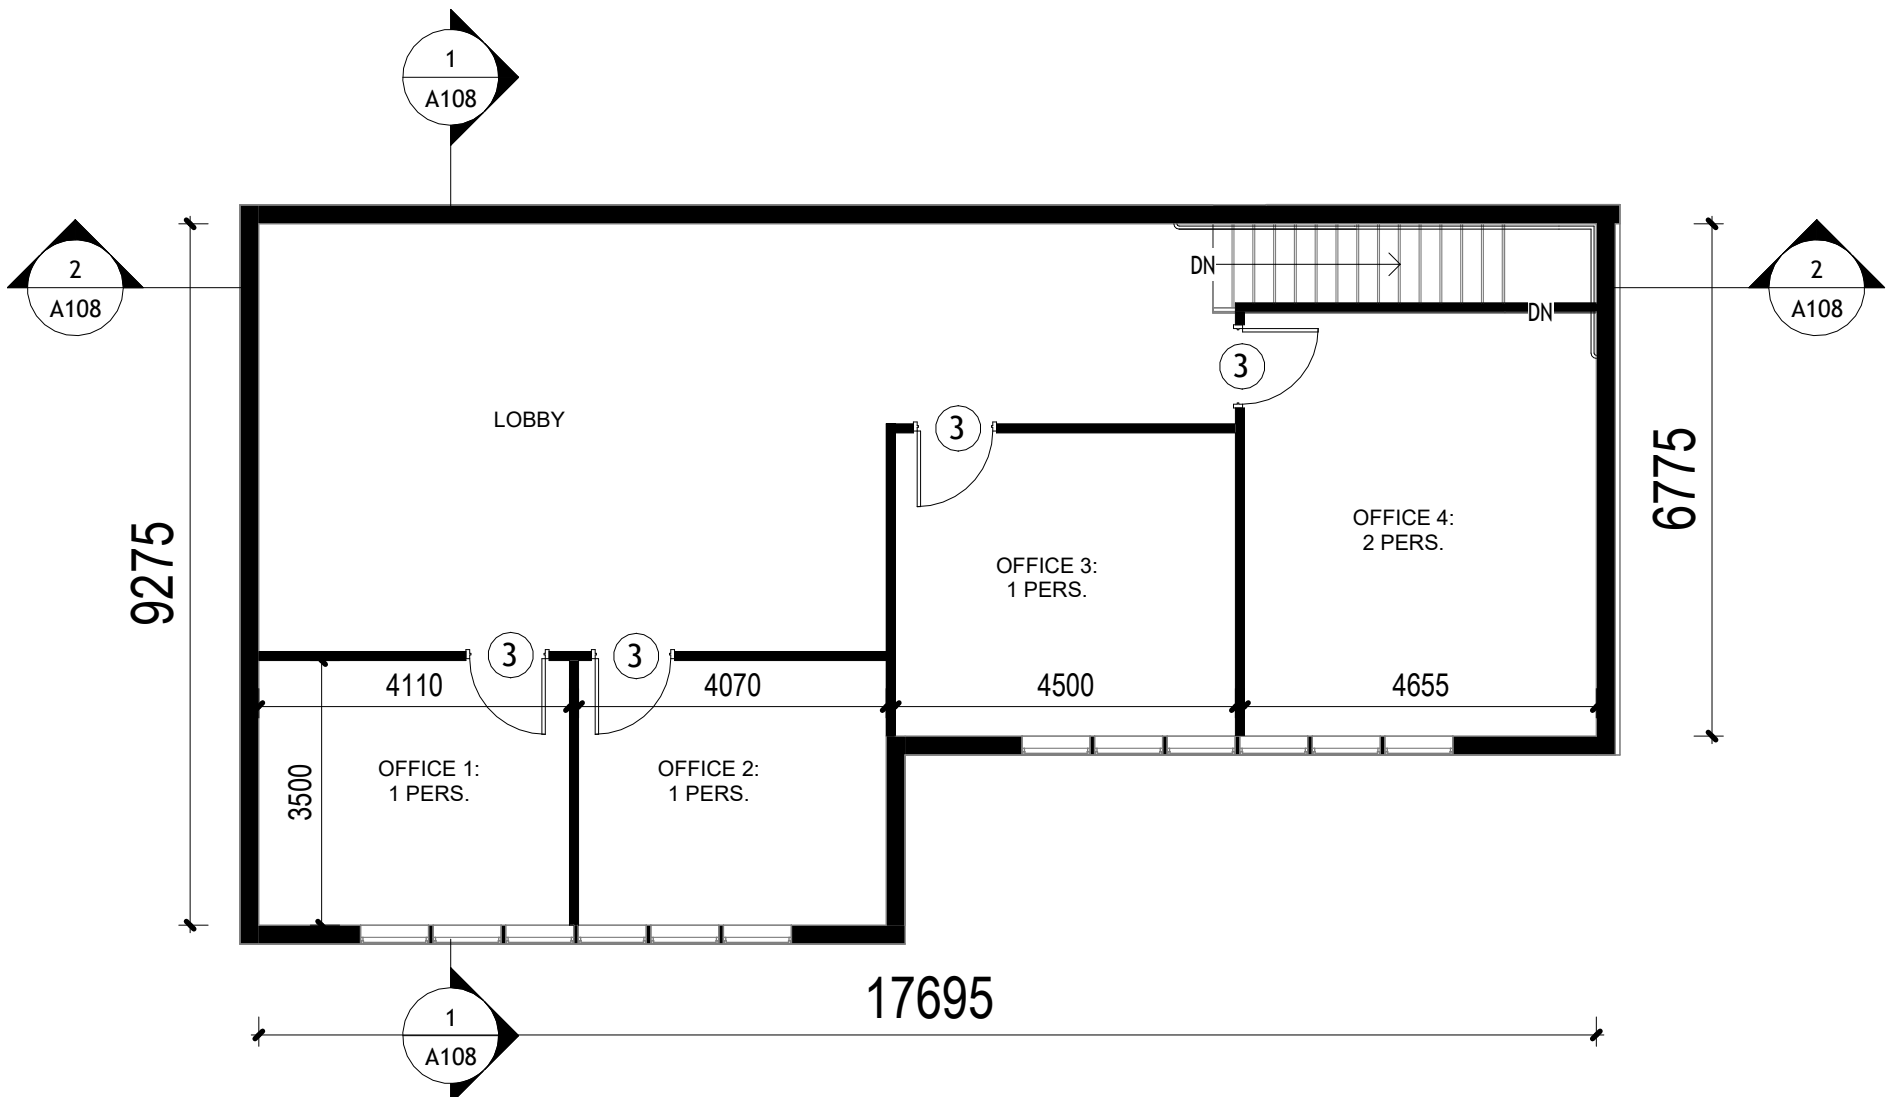 1
A108
2
A108
2
A108
DN
DN
3
3
LOBBY
OFFICE 4:
2 PERS.
6775
9275
OFFICE 3:
1 PERS.
3
3
4110
4070
4500
4655
3500
OFFICE 1:
1 PERS.
OFFICE 2:
1 PERS.
17695
1
A108